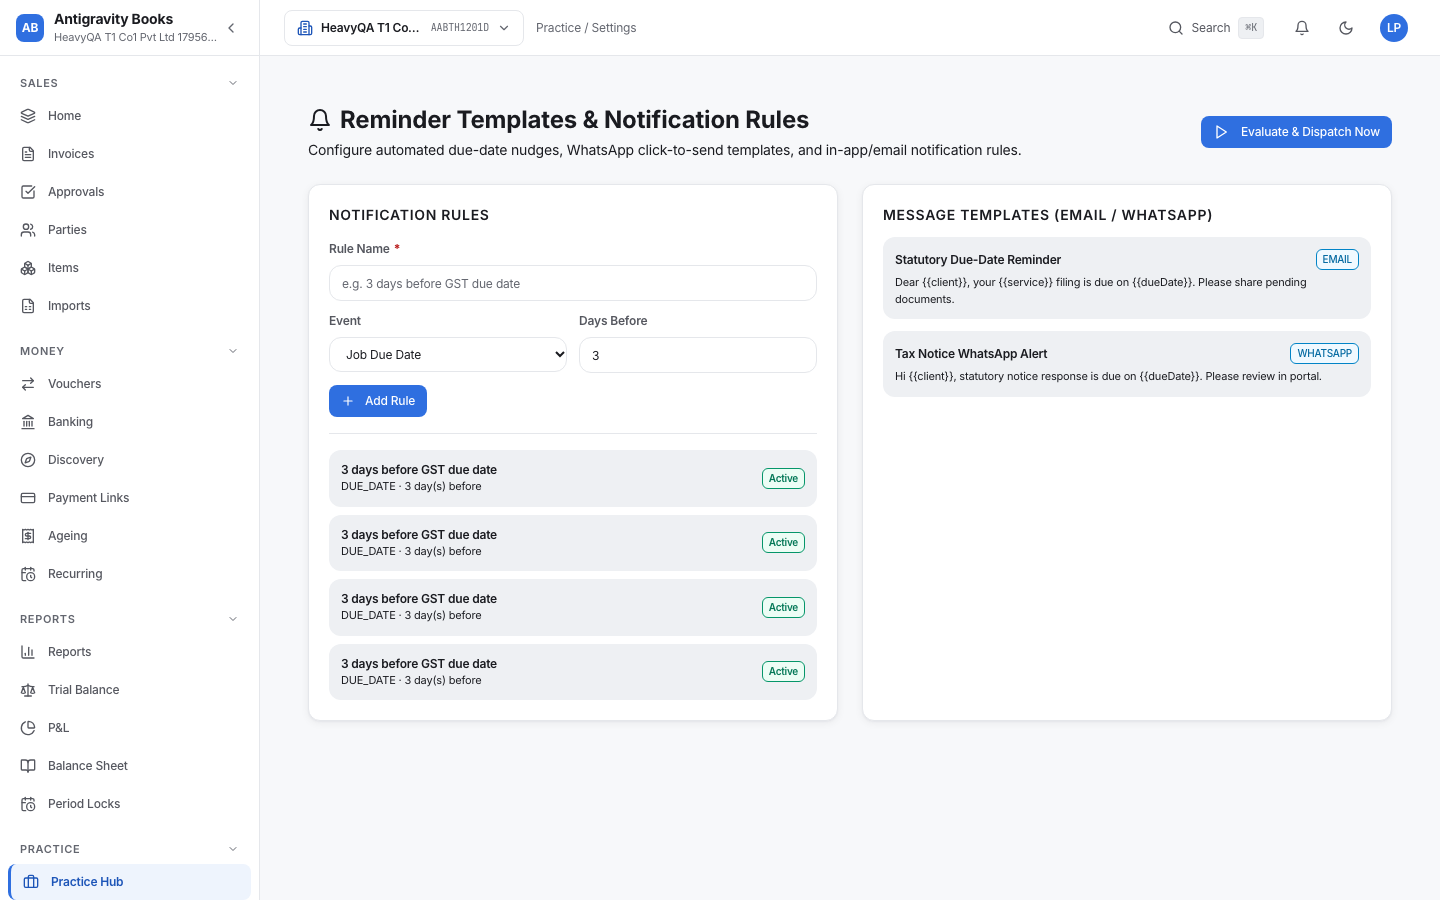 AB
Antigravity Books
HeavyQA T1 Co1 Pvt Ltd 17956...
HeavyQA T1 Co... AABTH1201D
Practice / Settings
Search ⌘K
LP
SALES
Home
Invoices
Approvals
Parties
Items
Imports
MONEY
Vouchers
Banking
Discovery
Payment Links
Ageing
Recurring
REPORTS
Reports
Trial Balance
P&L
Balance Sheet
Period Locks
PRACTICE
Practice Hub
Reminder Templates & Notification Rules
Configure automated due-date nudges, WhatsApp click-to-send templates, and in-app/email notification rules.
Evaluate & Dispatch Now
NOTIFICATION RULES
Rule Name *
e.g. 3 days before GST due date
Event
Days Before
Job Due Date
3
Add Rule
3 days before GST due date
DUE_DATE · 3 day(s) before
Active
3 days before GST due date
DUE_DATE · 3 day(s) before
Active
3 days before GST due date
DUE_DATE · 3 day(s) before
Active
3 days before GST due date
DUE_DATE · 3 day(s) before
Active
MESSAGE TEMPLATES (EMAIL / WHATSAPP)
Statutory Due-Date Reminder
EMAIL
Dear {{client}}, your {{service}} filing is due on {{dueDate}}. Please share pending
documents.
Tax Notice WhatsApp Alert
WHATSAPP
Hi {{client}}, statutory notice response is due on {{dueDate}}. Please review in portal.